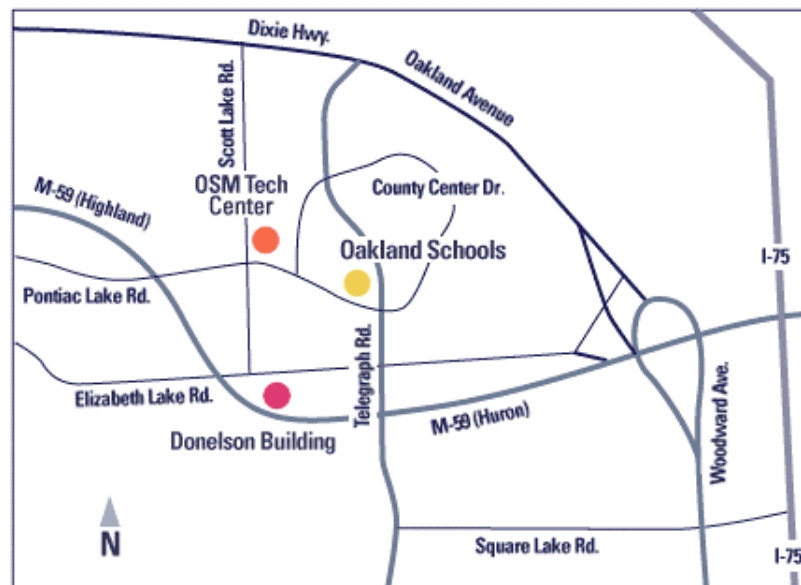 Dixie Hwy.
Oakland Avenue
Scott Lake Rd.
OSM Tech
Center
County Center Dr.
M-59 (Highland)
Oakland Schools
I-75
Pontiac Lake Rd.
Telegraph Rd.
Elizabeth Lake Rd.
M-59 (Huron)
Woodward Ave.
Donelson Building
N
Square Lake Rd.
I-75